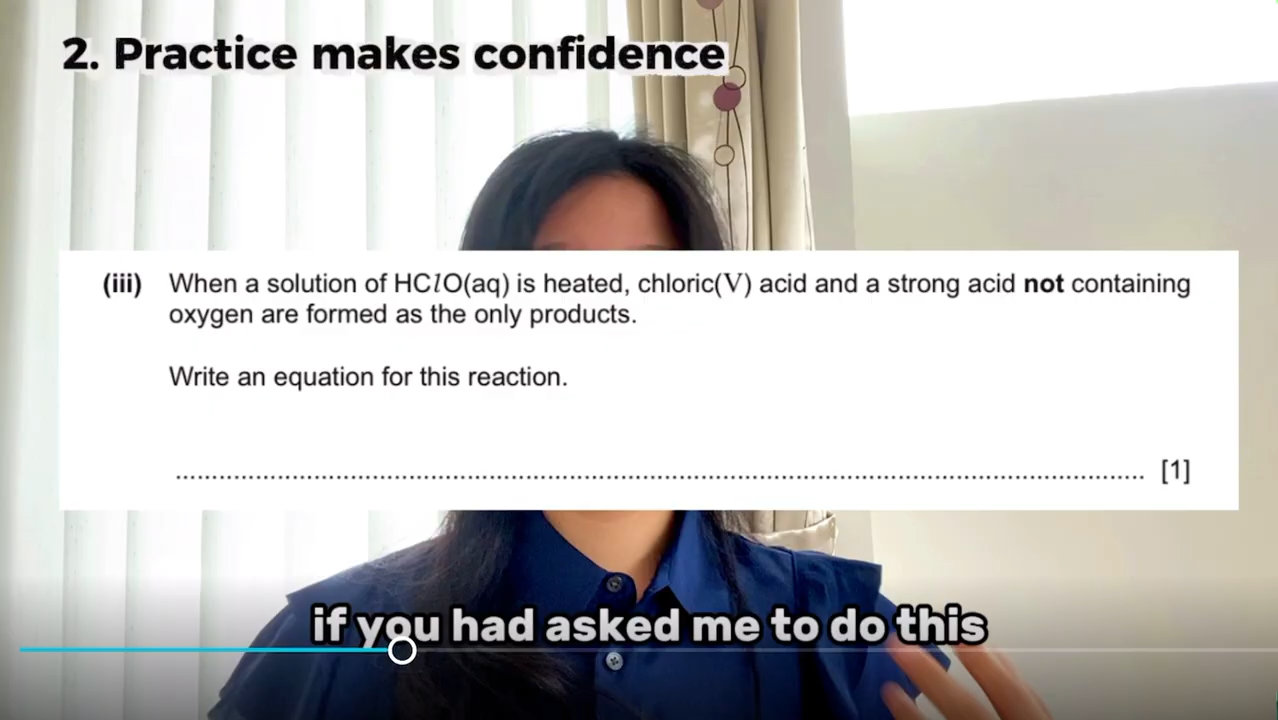 2. Practice makes confidence
(iii) When a solution of HClO(aq) is heated, chloric(V) acid and a strong acid not containing
oxygen are formed as the only products.
Write an equation for this reaction.
.................................................................................................................................. [1]
if you had asked me to do this